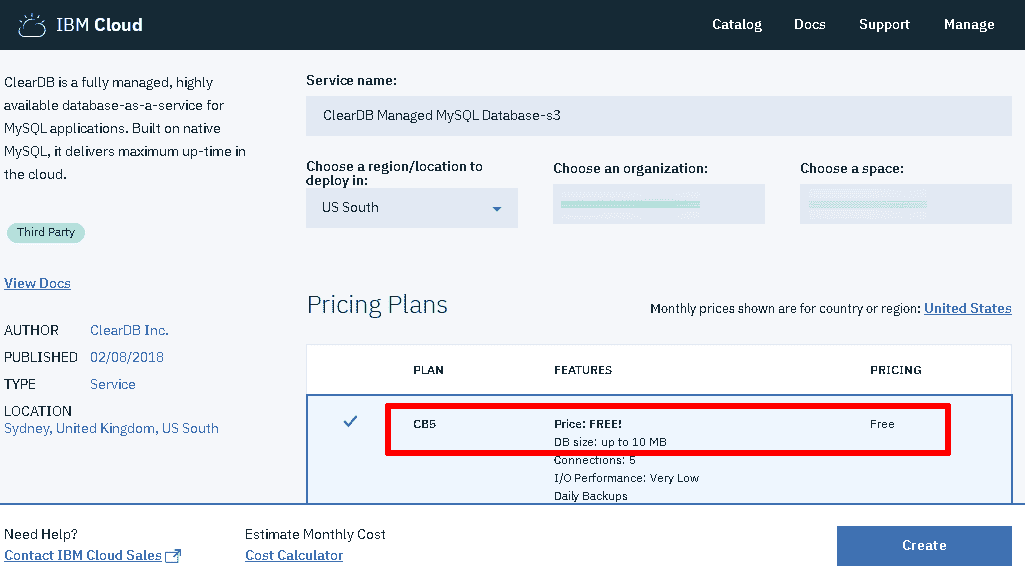 IBM Cloud
Catalog
Docs
Support
Manage
ClearDB is a fully managed, highly
available database-as-a-service for
MySQL applications. Built on native
MySQL, it delivers maximum up-time in
the cloud.
Third Party
View Docs
AUTHOR ClearDB Inc.
PUBLISHED 02/08/2018
TYPE Service
LOCATION
Sydney, United Kingdom, US South
Service name:
ClearDB Managed MySQL Database-s3
Choose a region/location to
deploy in:
US South
Choose an organization:
Choose a space:
Pricing Plans
Monthly prices shown are for country or region: United States
PLAN FEATURES PRICING
CB5 Price: FREE! Free
DB size: up to 10 MB
Connections: 5
I/O Performance: Very Low
Daily Backups
Need Help?
Contact IBM Cloud Sales
Estimate Monthly Cost
Cost Calculator
Create